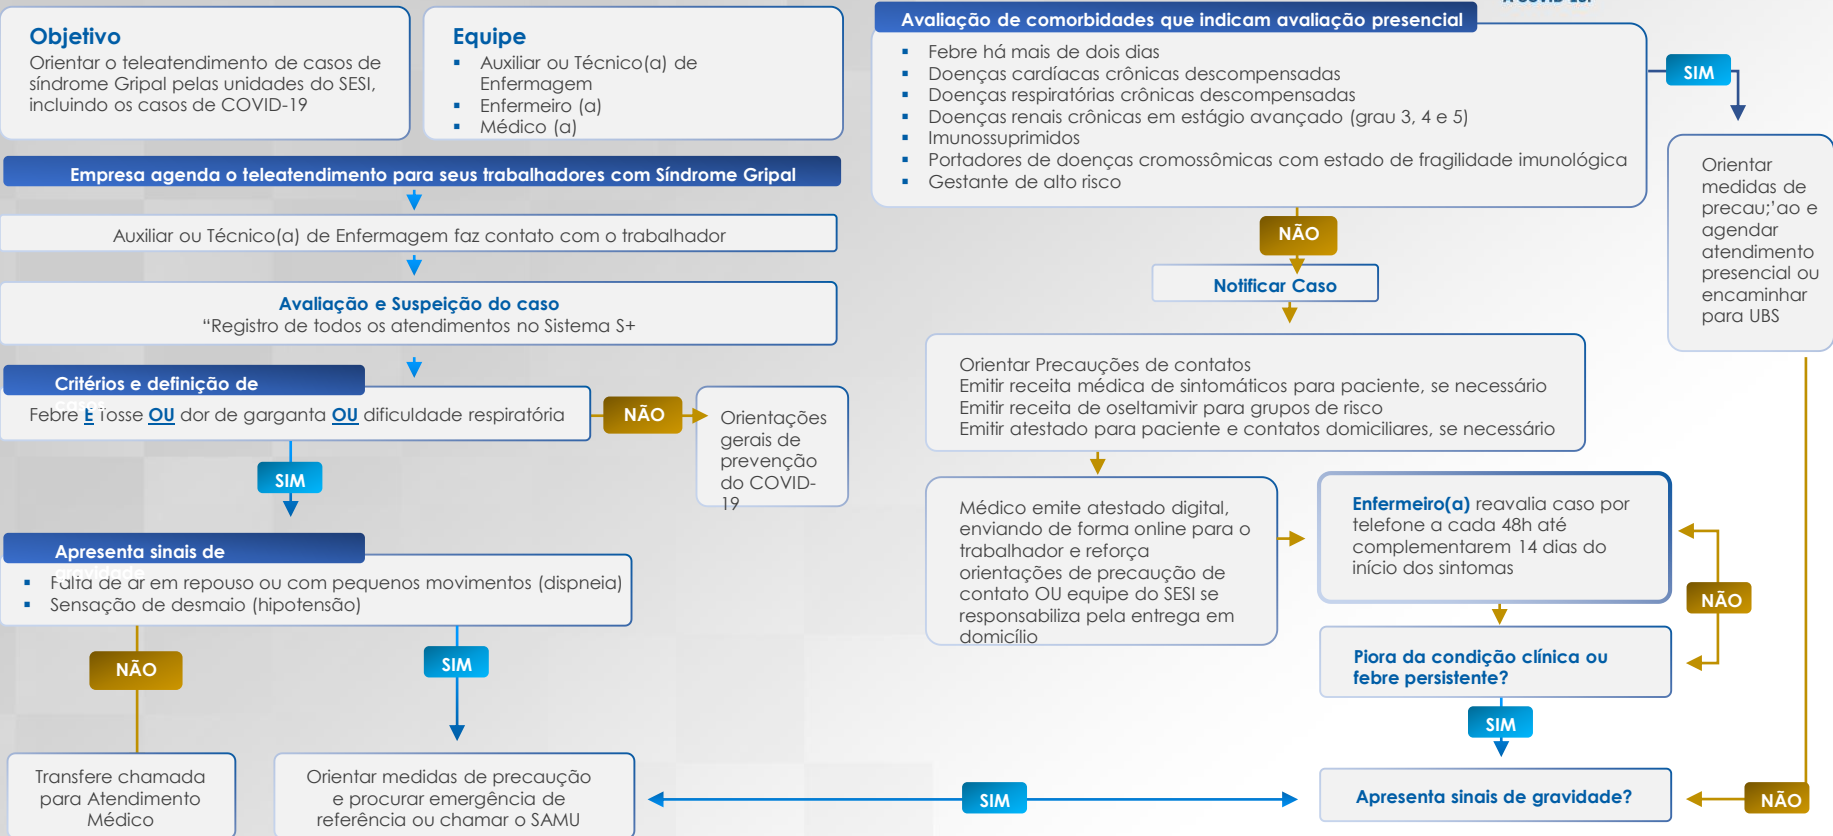 Objetivo
Orientar o teleatendimento de casos de
síndrome Gripal pelas unidades do SESI,
incluindo os casos de COVID-19
Equipe
▪ Auxiliar ou Técnico(a) de
Enfermagem
▪ Enfermeiro (a)
▪ Médico (a)
Empresa agenda o teleatendimento para seus trabalhadores com Síndrome Gripal
Auxiliar ou Técnico(a) de Enfermagem faz contato com o trabalhador
Avaliação e Suspeição do caso
“Registro de todos os atendimentos no Sistema S+
Critérios e definição de
casos
Febre E Tosse OU dor de garganta OU dificuldade respiratória
NÃO
Orientações
gerais de
prevenção
do COVID-
19
SIM
Apresenta sinais de
gravidade
▪ Falta de ar em repouso ou com pequenos movimentos (dispneia)
▪ Sensação de desmaio (hipotensão)
NÃO
SIM
Transfere chamada
para Atendimento
Médico
Orientar medidas de precaução
e procurar emergência de
referência ou chamar o SAMU
Avaliação de comorbidades que indicam avaliação presencial
▪ Febre há mais de dois dias
▪ Doenças cardíacas crônicas descompensadas
▪ Doenças respiratórias crônicas descompensadas
▪ Doenças renais crônicas em estágio avançado (grau 3, 4 e 5)
▪ Imunossuprimidos
▪ Portadores de doenças cromossômicas com estado de fragilidade imunológica
▪ Gestante de alto risco
SIM
Orientar
medidas de
precau;'ao e
agendar
atendimento
presencial ou
encaminhar
para UBS
NÃO
Notificar Caso
Orientar Precauções de contatos
Emitir receita médica de sintomáticos para paciente, se necessário
Emitir receita de oseltamivir para grupos de risco
Emitir atestado para paciente e contatos domiciliares, se necessário
Médico emite atestado digital,
enviando de forma online para o
trabalhador e reforça
orientações de precaução de
contato OU equipe do SESI se
responsabiliza pela entrega em
domicílio
Enfermeiro(a) reavalia caso por
telefone a cada 48h até
complementarem 14 dias do
início dos sintomas
NÃO
Piora da condição clínica ou
febre persistente?
SIM
Apresenta sinais de gravidade?
SIM
NÃO